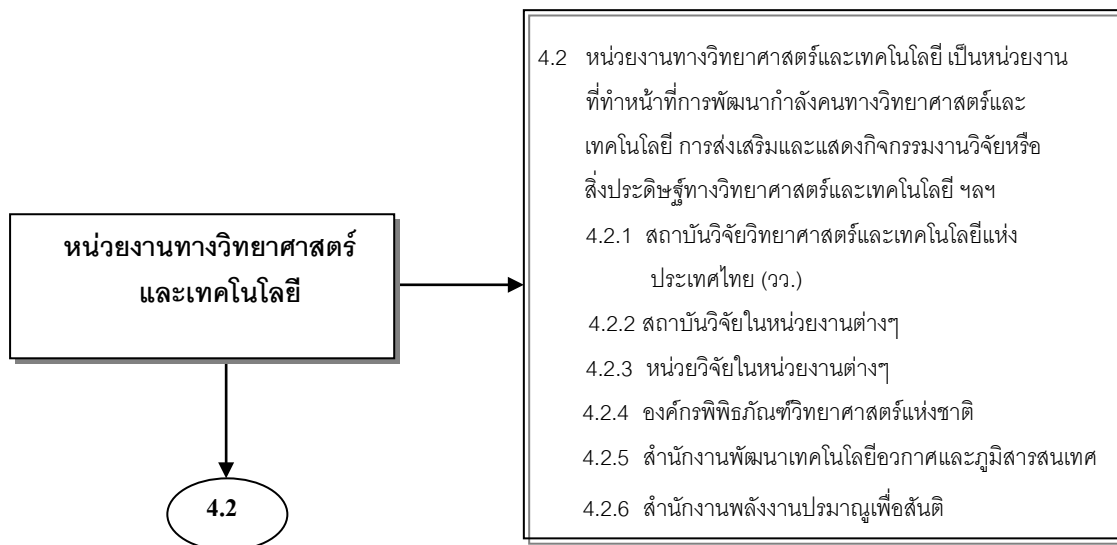 หน่วยงานทางวิทยาศาสตร์
และเทคโนโลยี
4.2
4.2 หน่วยงานทางวิทยาศาสตร์และเทคโนโลยี เป็นหน่วยงาน
ที่ทำหน้าที่การพัฒนากำลังคนทางวิทยาศาสตร์และ
เทคโนโลยี การส่งเสริมและแสดงกิจกรรมงานวิจัยหรือ
สิ่งประดิษฐ์ทางวิทยาศาสตร์และเทคโนโลยี ฯลฯ
4.2.1 สถาบันวิจัยวิทยาศาสตร์และเทคโนโลยีแห่ง
ประเทศไทย (วว.)
4.2.2 สถาบันวิจัยในหน่วยงานต่างๆ
4.2.3 หน่วยวิจัยในหน่วยงานต่างๆ
4.2.4 องค์กรพิพิธภัณฑ์วิทยาศาสตร์แห่งชาติ
4.2.5 สำนักงานพัฒนาเทคโนโลยีอวกาศและภูมิสารสนเทศ
4.2.6 สำนักงานพลังงานปรมาณูเพื่อสันติ